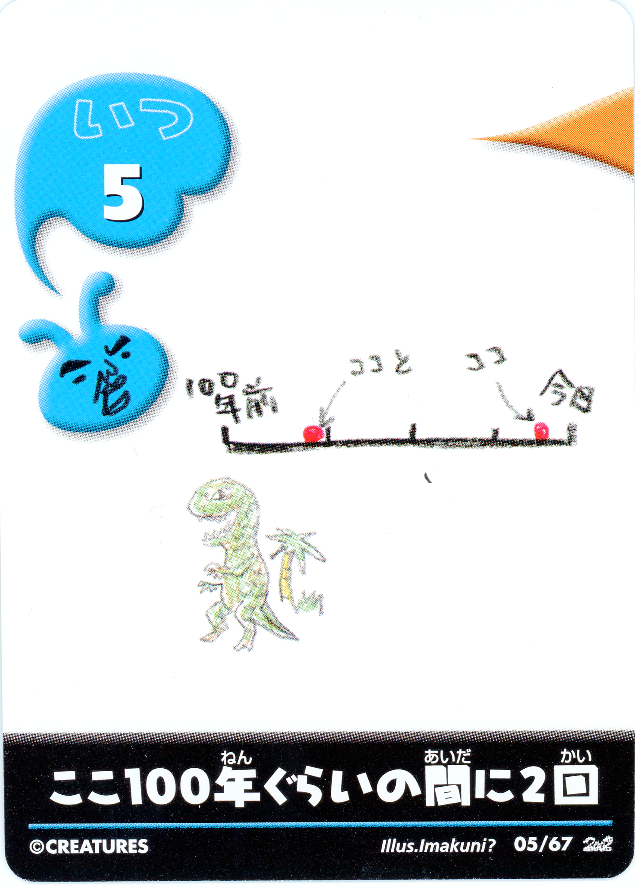 いつ
5
100年前
ココと
ココ
今日
ここ100年ぐらいの間に2回
ねん
あいだ
かい
©CREATURES
Illus.Imakuni?
05/67